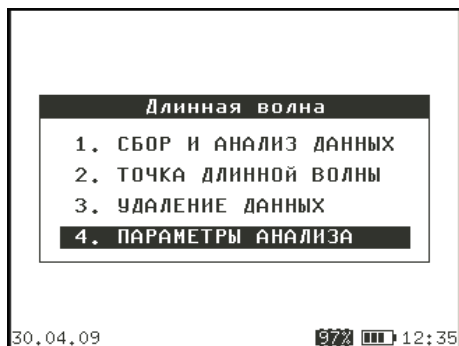 Длинная волна
1. СБОР И АНАЛИЗ ДАННЫХ
2. ТОЧКА ДЛИННОЙ ВОЛНЫ
3. УДАЛЕНИЕ ДАННЫХ
4. ПАРАМЕТРЫ АНАЛИЗА
30.04.09 97% 12:35